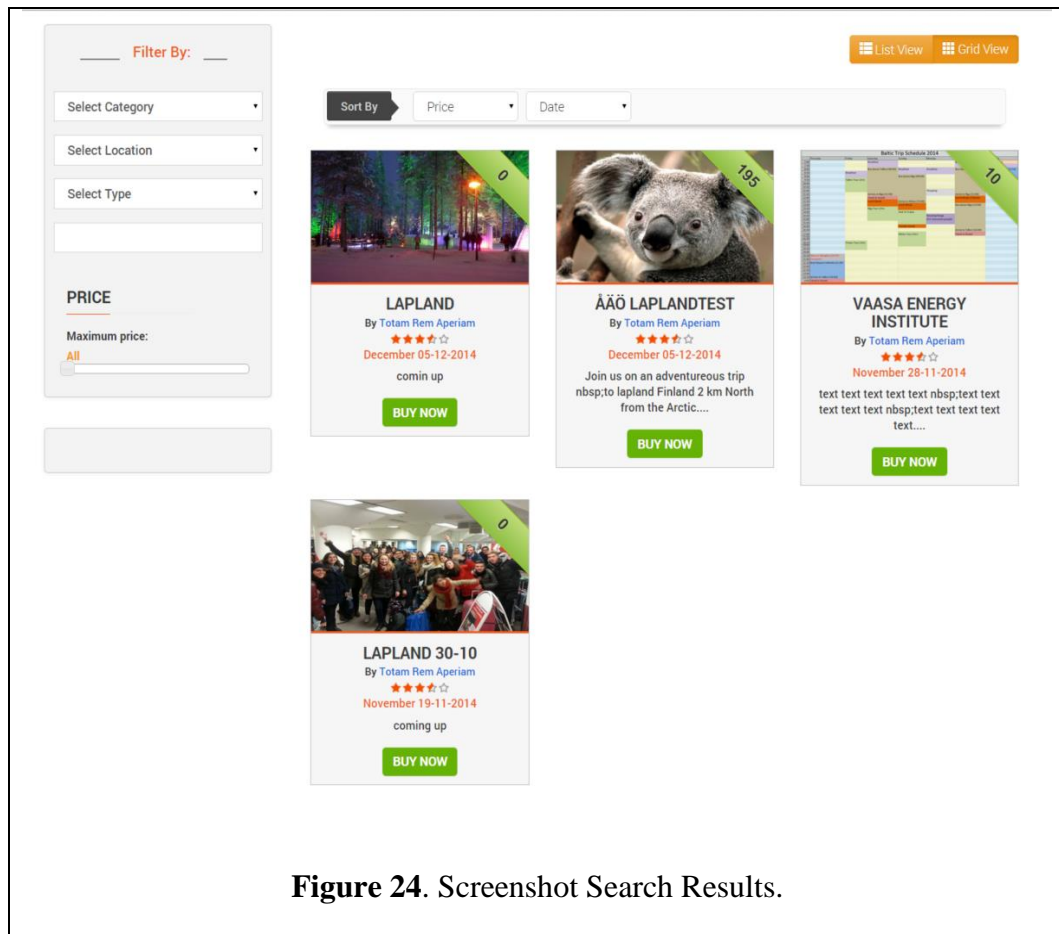 Filter By:
Select Category
Select Location
Select Type
PRICE
Maximum price:
All
List View
Grid View
Sort By
Price
Date
0
LAPLAND
By Totam Rem Aperiam
December 05-12-2014
comin up
BUY NOW
195
ÅÄÖ LAPLANDTEST
By Totam Rem Aperiam
December 05-12-2014
Join us on an adventureous trip
nbsp;to lapland Finland 2 km North
from the Arctic....
BUY NOW
Baltic Trip Schedule 2014
10
VAASA ENERGY
INSTITUTE
By Totam Rem Aperiam
November 28-11-2014
text text text text text nbsp;text text
text text text nbsp;text text text text
text....
BUY NOW
0
LAPLAND 30-10
By Totam Rem Aperiam
November 19-11-2014
coming up
BUY NOW
Figure 24. Screenshot Search Results.